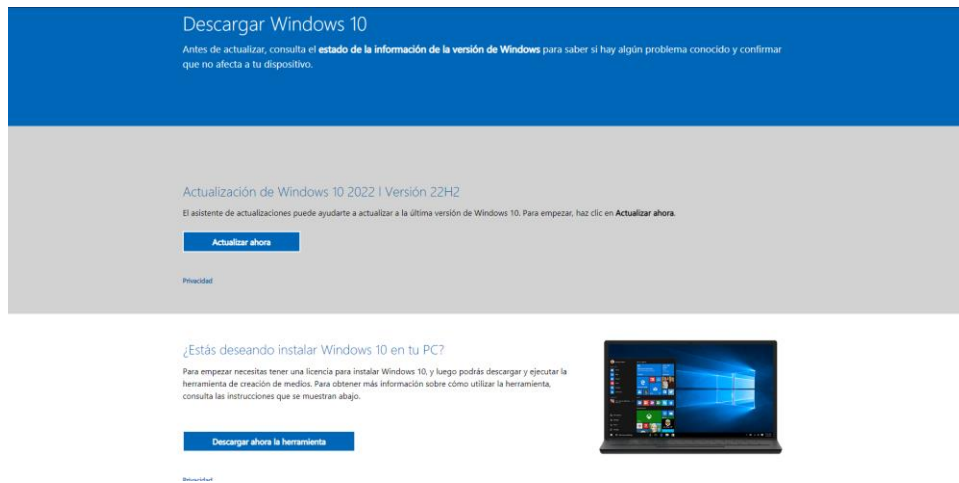 Descargar Windows 10
Antes de actualizar, consulta el estado de la información de la versión de Windows para saber si hay algún problema conocido y confirmar
que no afecta a tu dispositivo.
Actualización de Windows 10 2022 | Versión 22H2
El asistente de actualizaciones puede ayudarte a actualizar a la última versión de Windows 10. Para empezar, haz clic en Actualizar ahora.
Actualizar ahora
Privacidad
¿Estás deseando instalar Windows 10 en tu PC?
Para empezar necesitas tener una licencia para instalar Windows 10, y luego podrás descargar y ejecutar la
herramienta de creación de medios. Para obtener más información sobre cómo utilizar la herramienta,
consulta las instrucciones que se muestran abajo.
Descargar ahora la herramienta
Privacidad